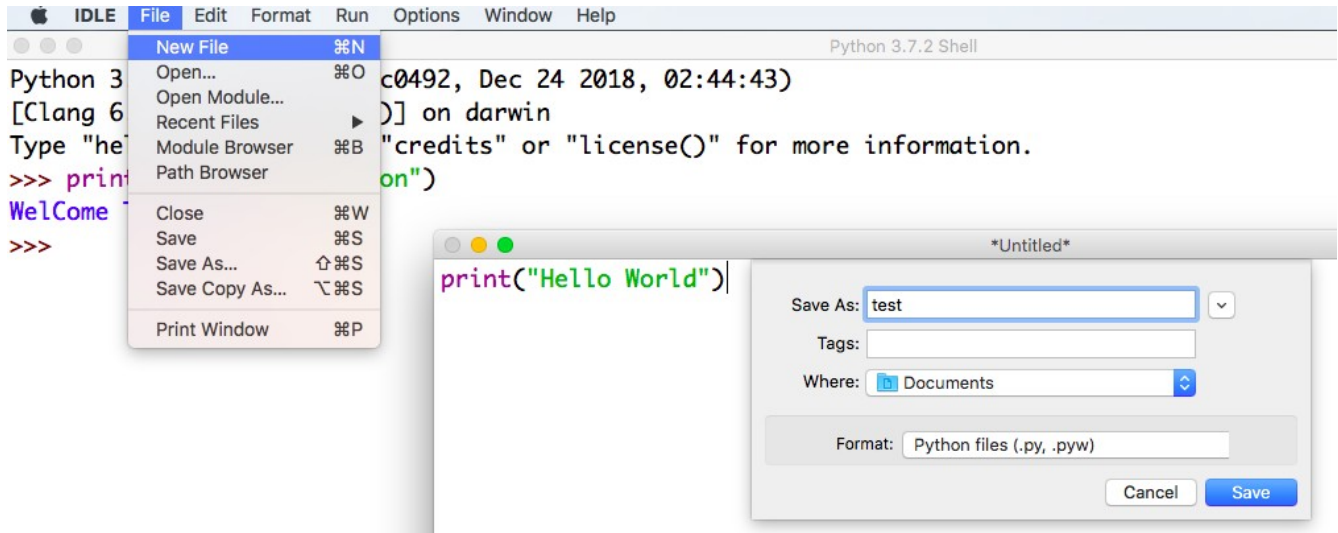 IDLE File Edit Format Run Options Window Help
Python 3.7.2 Shell
New File ⌘N
Open... ⌘O
Open Module...
Recent Files ▶
Module Browser ⌘B
Path Browser
Close ⌘W
Save ⌘S
Save As... ⇧⌘S
Save Copy As... ⌥⌘S
Print Window ⌘P
Python 3 c0492, Dec 24 2018, 02:44:43)
[Clang 6 )] on darwin
Type "he "credits" or "license()" for more information.
>>> prin on")
WelCome
>>>
*Untitled*
print("Hello World")
Save As: test
Tags:
Where: Documents
Format: Python files (.py, .pyw)
Cancel Save